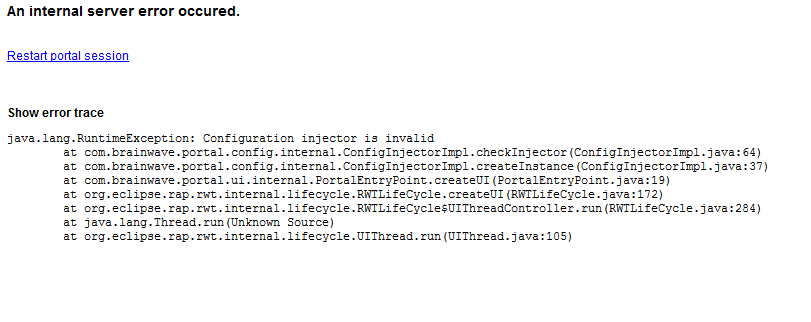 An internal server error occured.
Restart portal session
Show error trace
java.lang.RuntimeException: Configuration injector is invalid
at com.brainwave.portal.config.internal.ConfigInjectorImpl.checkInjector(ConfigInjectorImpl.java:64)
at com.brainwave.portal.config.internal.ConfigInjectorImpl.createInstance(ConfigInjectorImpl.java:37)
at com.brainwave.portal.ui.internal.PortalEntryPoint.createUI(PortalEntryPoint.java:19)
at org.eclipse.rap.rwt.internal.lifecycle.RWTLifeCycle.createUI(RWTLifeCycle.java:172)
at org.eclipse.rap.rwt.internal.lifecycle.RWTLifeCycle$UIThreadController.run(RWTLifeCycle.java:284)
at java.lang.Thread.run(Unknown Source)
at org.eclipse.rap.rwt.internal.lifecycle.UIThread.run(UIThread.java:105)